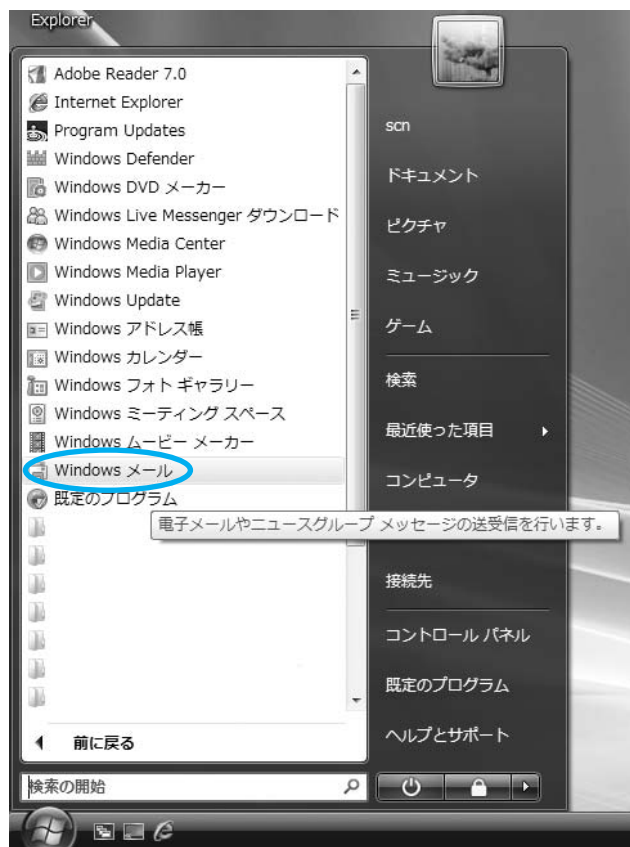 Explorer
Adobe Reader 7.0
Internet Explorer
Program Updates
Windows Defender
Windows DVD メーカー
Windows Live Messenger ダウンロード
Windows Media Center
Windows Media Player
Windows Update
Windows アドレス帳
Windows カレンダー
Windows フォト ギャラリー
Windows ミーティング スペース
Windows ムービー メーカー
Windows メール
既定のプログラム
電子メールやニュースグループ メッセージの送受信を行います。
前に戻る
検索の開始
scn
ドキュメント
ピクチャ
ミュージック
ゲーム
検索
最近使った項目
コンピュータ
接続先
コントロール パネル
既定のプログラム
ヘルプとサポート